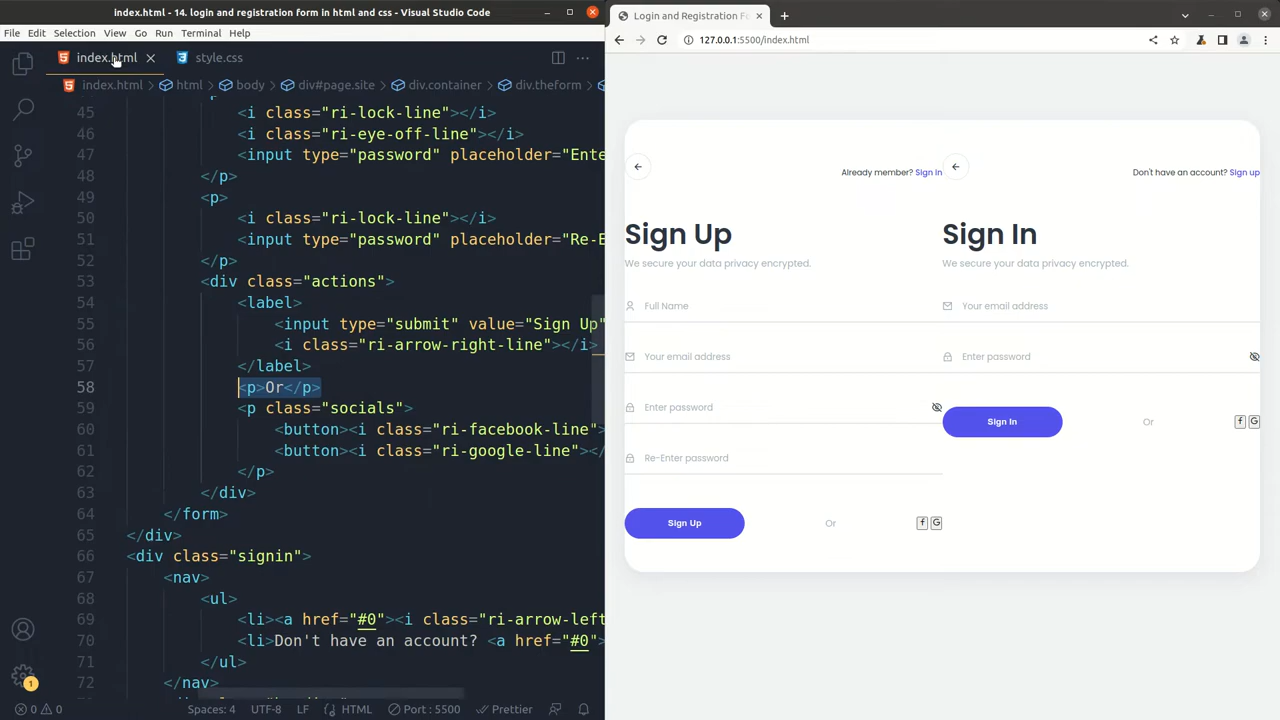 index.html - 14. login and registration form in html and css - Visual Studio Code
File Edit Selection View Go Run Terminal Help
index.html
style.css
index.html > html > body > div#page.site > div.container > div.theform >
45 <i class="ri-lock-line"></i>
46 <i class="ri-eye-off-line"></i>
47 <input type="password" placeholder="Ente
48 </p>
49 <p>
50 <i class="ri-lock-line"></i>
51 <input type="password" placeholder="Re-E
52 </p>
53 <div class="actions">
54 <label>
55 <input type="submit" value="Sign Up"
56 <i class="ri-arrow-right-line"></i>
57 </label>
58 <p>Or</p>
59 <p class="socials">
60 <button><i class="ri-facebook-line">
61 <button><i class="ri-google-line"></
62 </p>
63 </div>
64 </form>
65 </div>
66 <div class="signin">
67 <nav>
68 <ul>
69 <li><a href="#0"><i class="ri-arrow-left
70 <li>Don't have an account? <a href="#0">
71 </ul>
72 </nav>
1
0 0 Spaces: 4 UTF-8 LF HTML Port : 5500 Prettier
Login and Registration Fo
127.0.0.1:5500/index.html
Already member? Sign in
Sign Up
We secure your data privacy encrypted.
Full Name
Your email address
Enter password
Re-Enter password
Sign Up
Or
f G
Don't have an account? Sign up
Sign In
We secure your data privacy encrypted.
Your email address
Enter password
Sign In
Or
f G